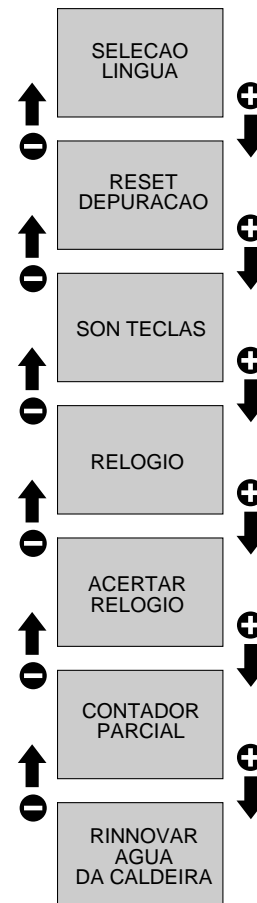 SELECAO
LINGUA
RESET
DEPURACAO
SON TECLAS
RELOGIO
ACERTAR
RELOGIO
CONTADOR
PARCIAL
RINNOVAR
AGUA
DA CALDEIRA